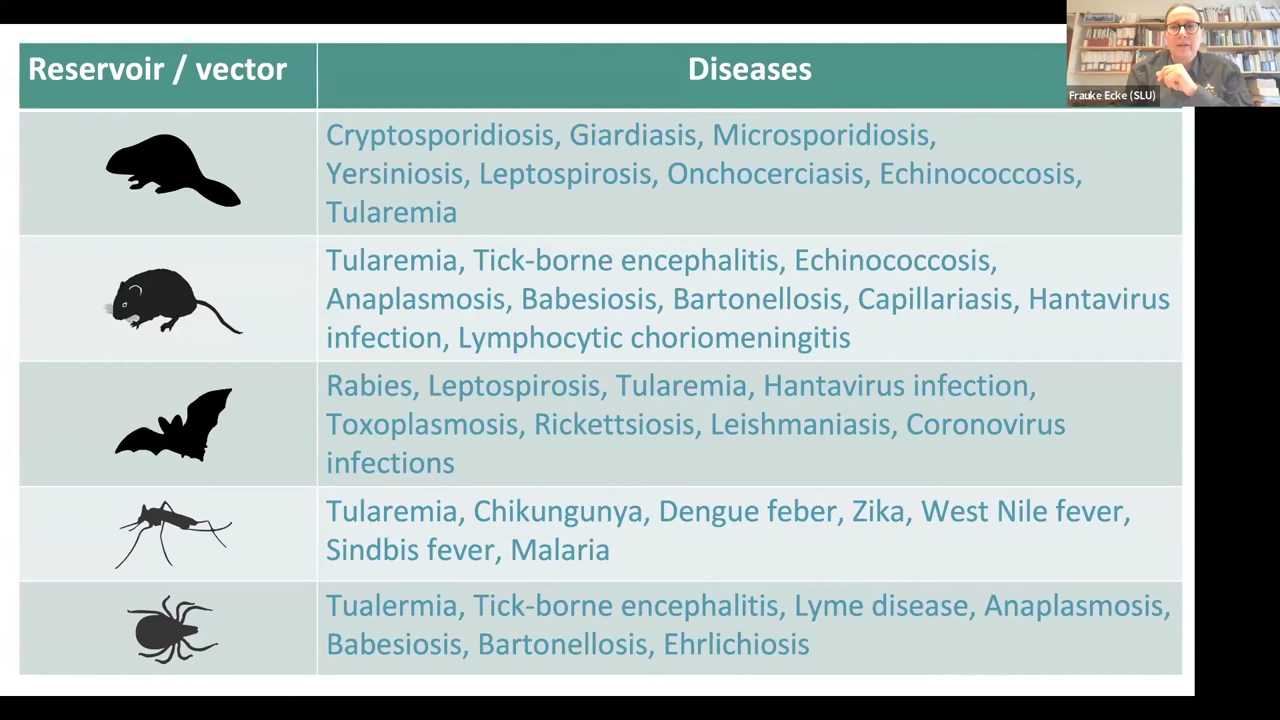 Reservoir / vector
Diseases
Frauke Ecke (SLU)
Cryptosporidiosis, Giardiasis, Microsporidiosis,
Yersiniosis, Leptospirosis, Onchocerciasis, Echinococcosis,
Tularemia
Tularemia, Tick-borne encephalitis, Echinococcosis,
Anaplasmosis, Babesiosis, Bartonellosis, Capillariasis, Hantavirus
infection, Lymphocytic choriomeningitis
Rabies, Leptospirosis, Tularemia, Hantavirus infection,
Toxoplasmosis, Rickettsiosis, Leishmaniasis, Coronovirus
infections
Tularemia, Chikungunya, Dengue feber, Zika, West Nile fever,
Sindbis fever, Malaria
Tualermia, Tick-borne encephalitis, Lyme disease, Anaplasmosis,
Babesiosis, Bartonellosis, Ehrlichiosis